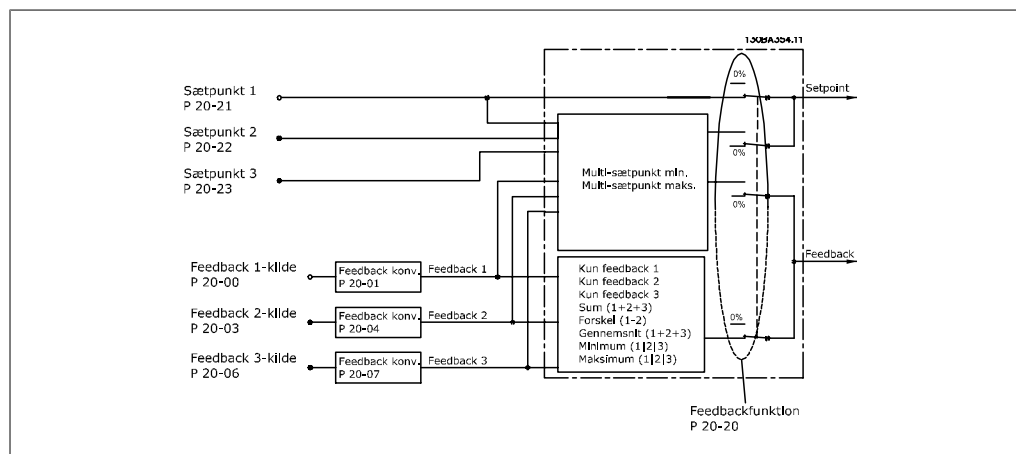 130BA354.11
0%
Sætpunkt 1
P 20-21
Setpoint
Sætpunkt 2
P 20-22
0%
Sætpunkt 3
P 20-23
Multi-sætpunkt min.
Multi-sætpunkt maks.
0%
Feedback
Feedback 1-kilde
P 20-00
Feedback konv.
P 20-01
Feedback 1
Feedback 2-kilde
P 20-03
Feedback konv.
P 20-04
Feedback 2
Feedback 3-kilde
P 20-06
Feedback konv.
P 20-07
Feedback 3
Kun feedback 1
Kun feedback 2
Kun feedback 3
Sum (1+2+3)
Forskel (1-2)
Gennemsnit (1+2+3)
Minimum (1|2|3)
Maksimum (1|2|3)
0%
Feedbackfunktion
P 20-20